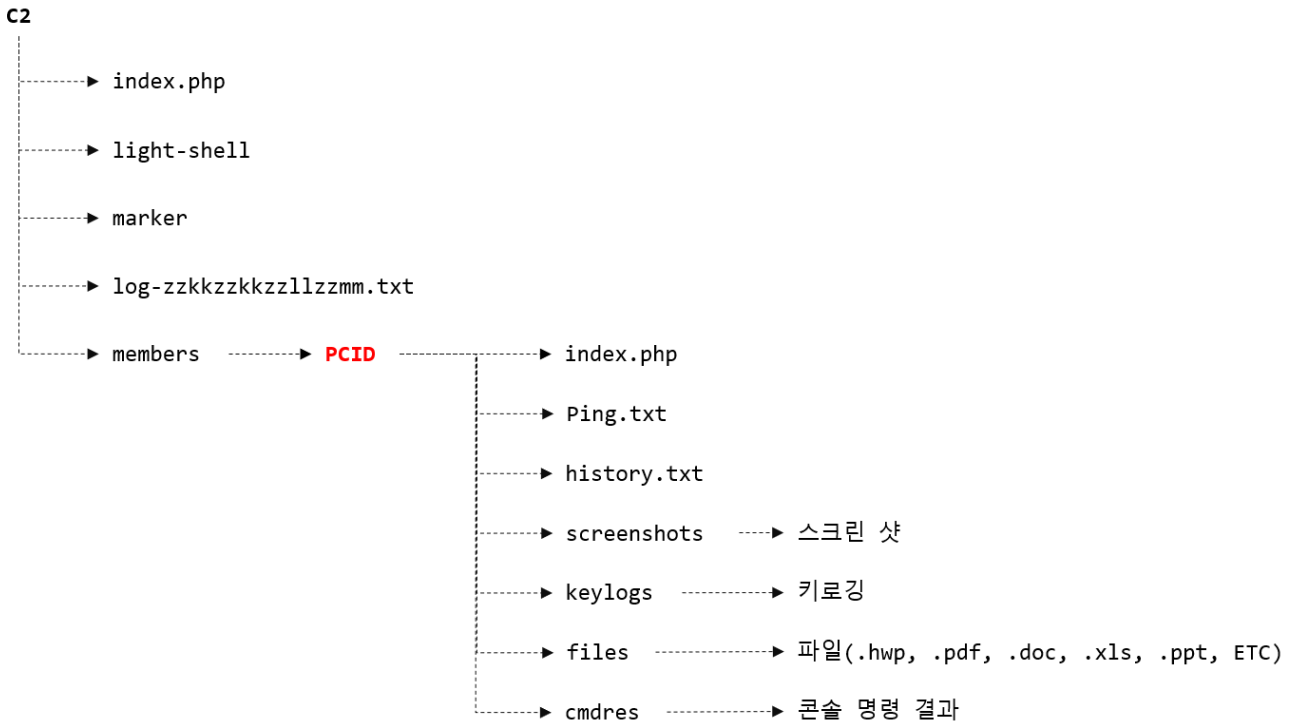 C2
index.php
light-shell
marker
log-zzkkzzkkzzllzzmm.txt
members PCID index.php
Ping.txt
history.txt
screenshots 스크린 샷
keylogs 키로깅
files 파일(.hwp, .pdf, .doc, .xls, .ppt, ETC)
cmdres 콘솔 명령 결과